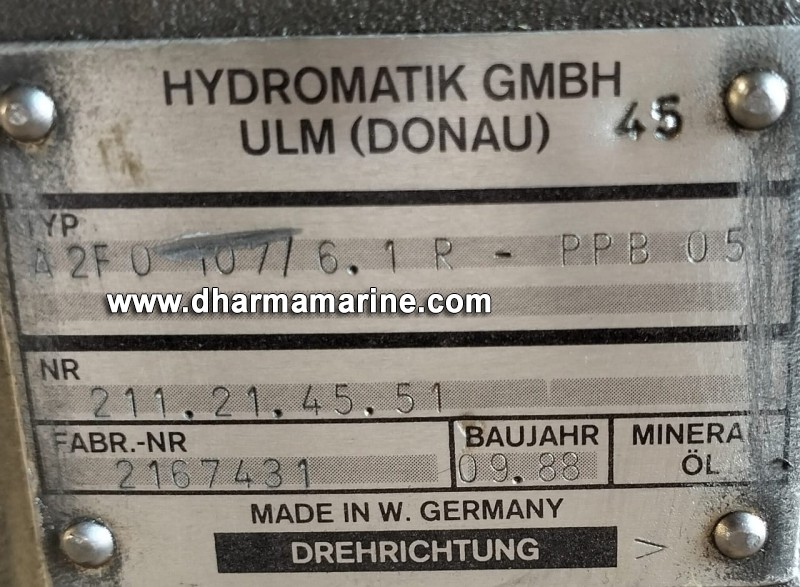 HYDROMATIK GMBH
ULM (DONAU) 45
TYP
A2F0 107/6.1 R - PPB 05
www.dharmamarine.com
NR
211.21.45.51
FABR.-NR
2167431
BAUJAHR
09.88
MINERA
ÖL
MADE IN W. GERMANY
DREHRICHTUNG >